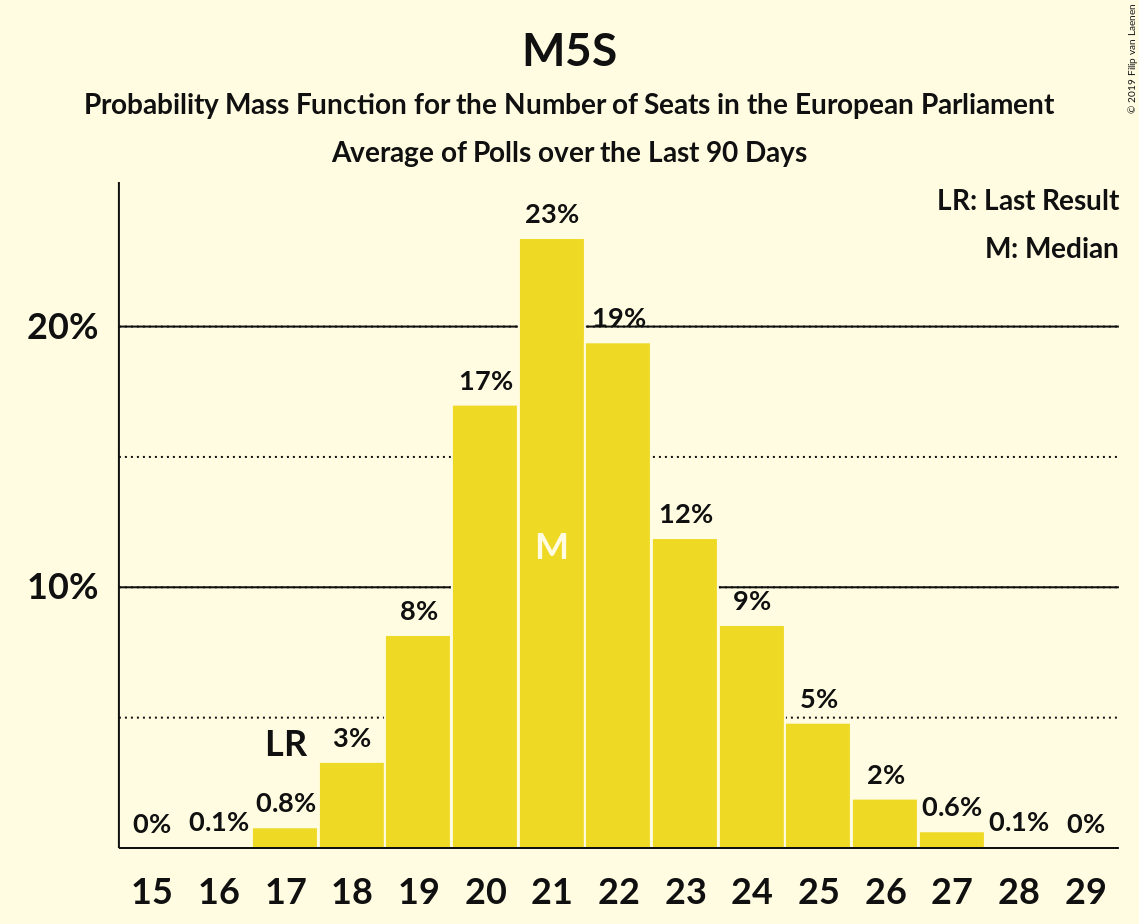 M5S
Probability Mass Function for the Number of Seats in the European Parliament
Average of Polls over the Last 90 Days
© 2019 Filip van Laenen
LR: Last Result
M: Median
20%
10%
0%
0.1%
0.8%
LR
3%
8%
17%
23%
M
19%
12%
9%
5%
2%
0.6%
0.1%
0%
15 16 17 18 19 20 21 22 23 24 25 26 27 28 29